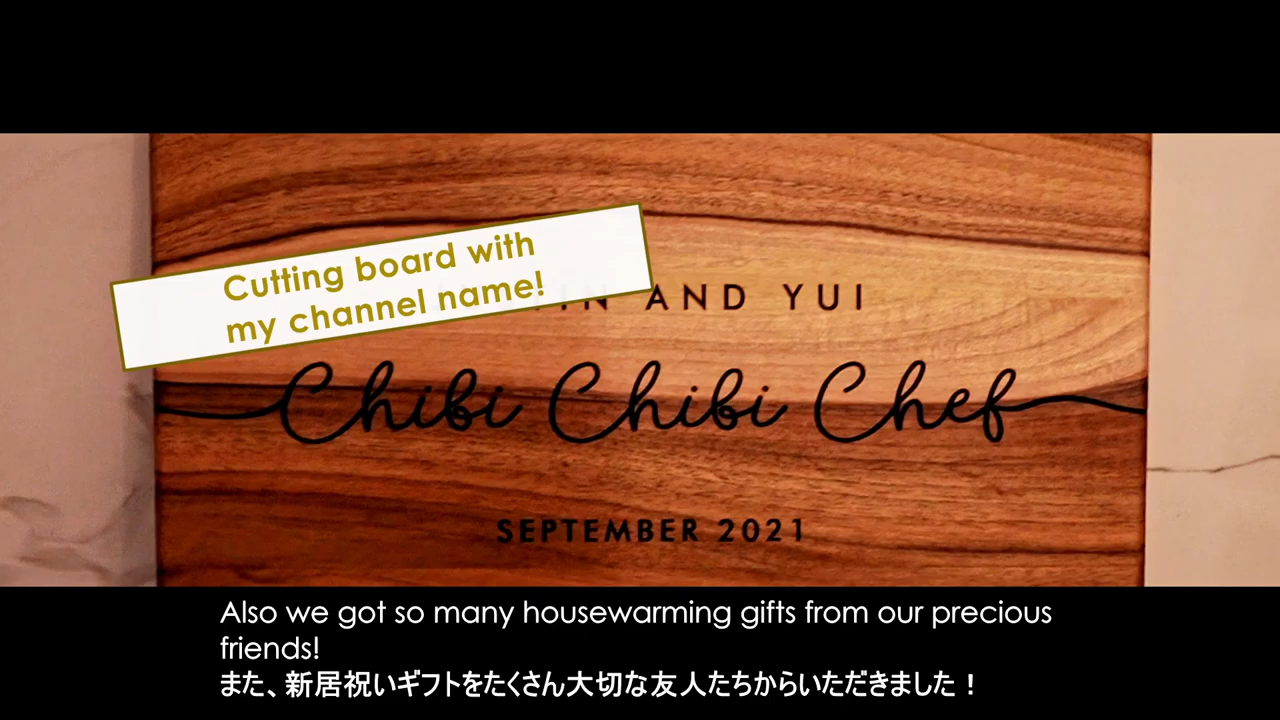 Cutting board with
my channel name!
AND YUI
Chibi Chibi Chef
SEPTEMBER 2021
Also we got so many housewarming gifts from our precious
friends!
また、新居祝いギフトをたくさん大切な友人たちからいただきました！